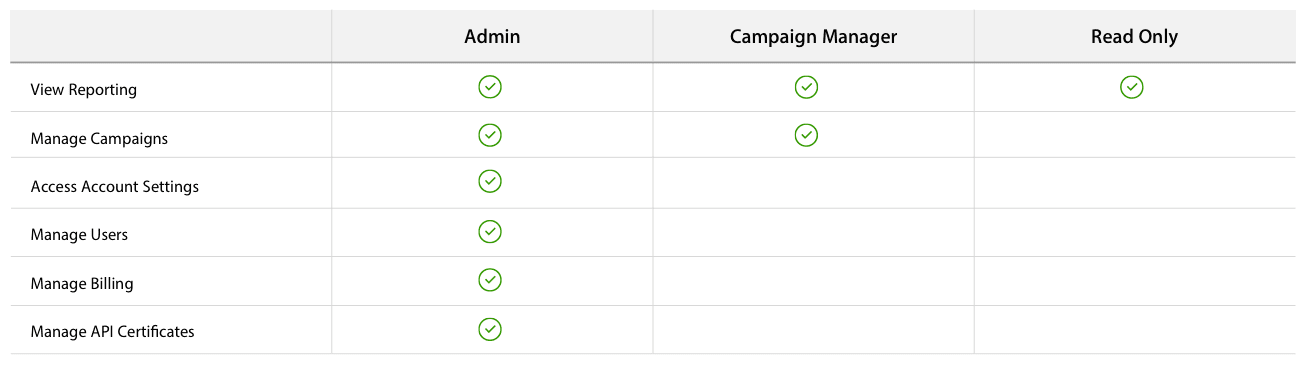 Admin Campaign Manager Read Only
View Reporting
Manage Campaigns
Access Account Settings
Manage Users
Manage Billing
Manage API Certificates